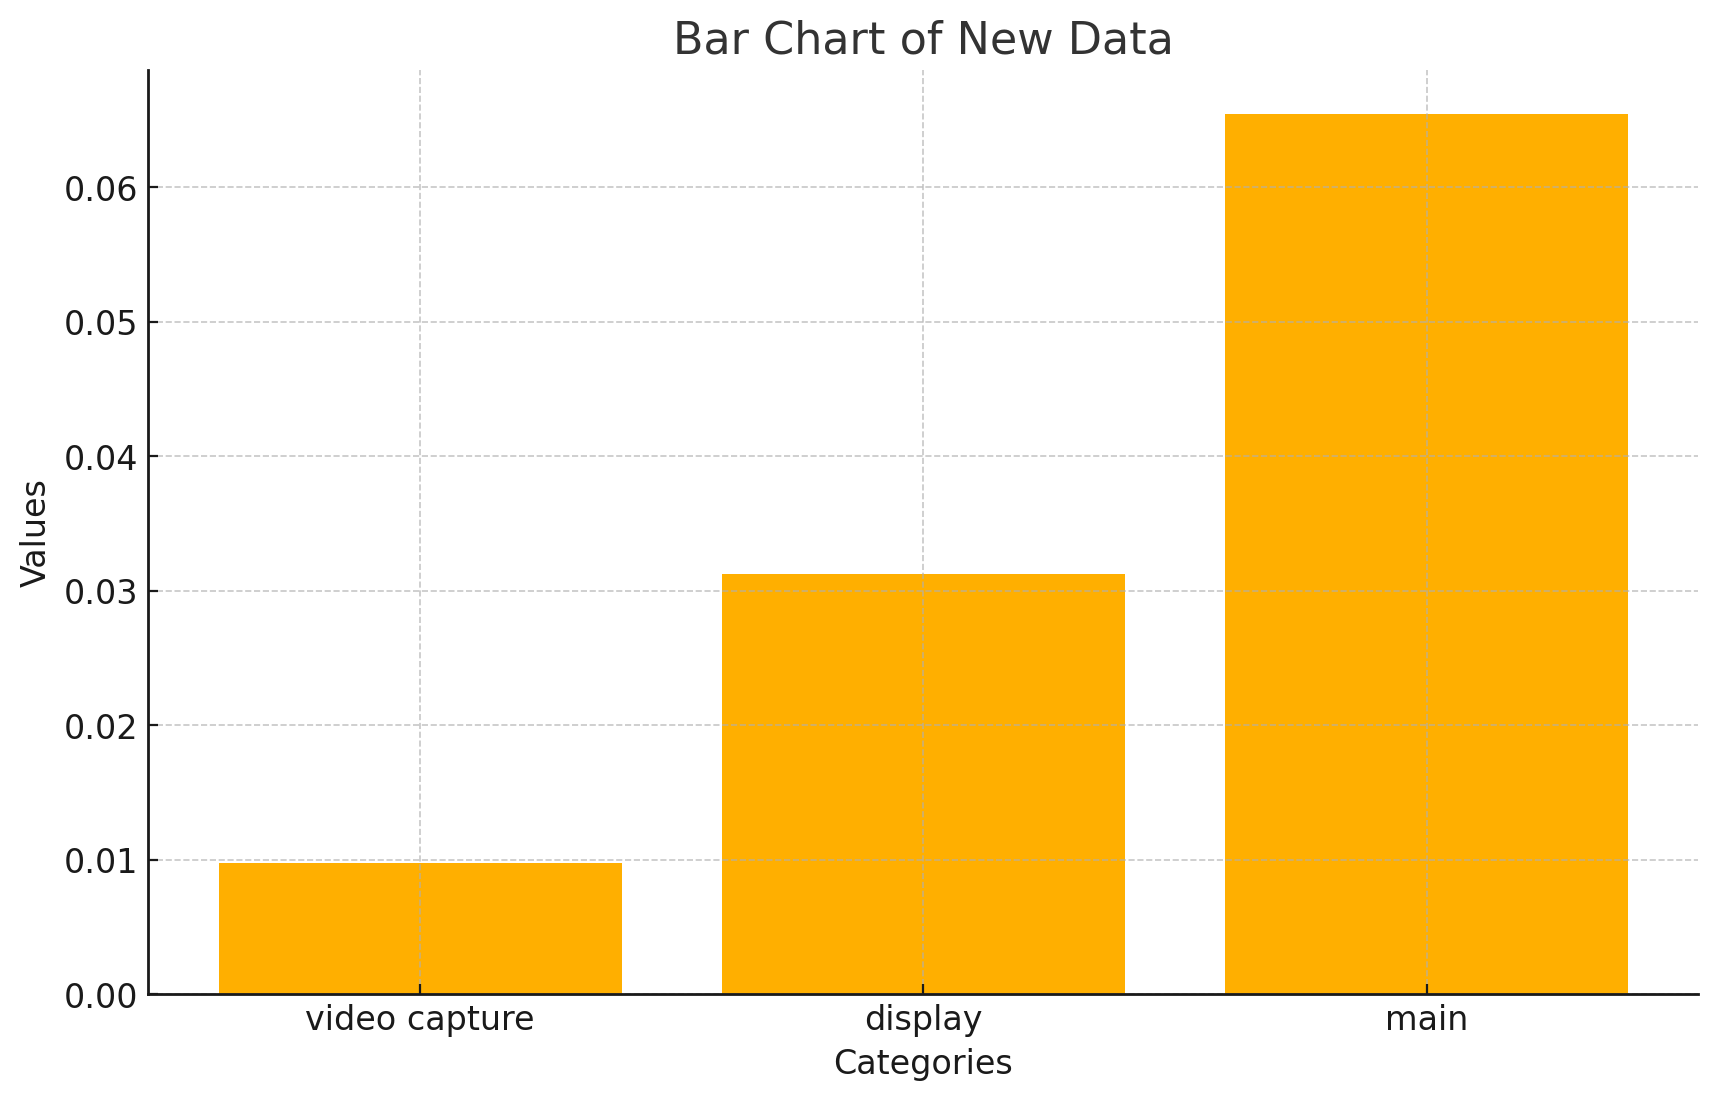 Bar Chart of New Data
0.06
0.05
0.04
0.03
0.02
0.01
0.00
Values
video capture
display
main
Categories